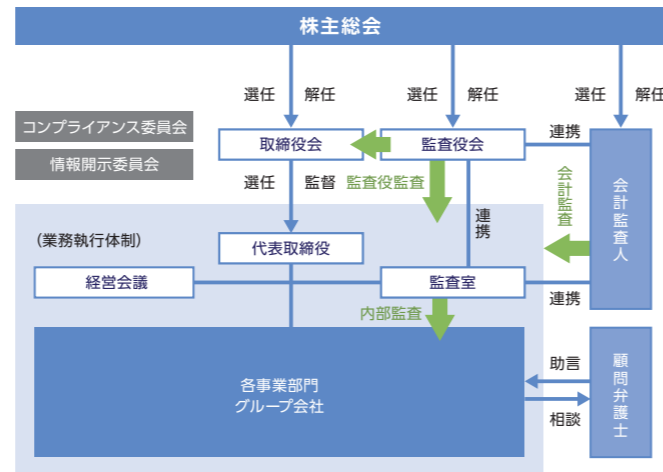 株主総会
選任 解任
選任 解任
選任 解任
コンプライアンス委員会
情報開示委員会
取締役会
監査役会
連携
会計監査人
選任 監督
監査役監査
会計監査
連携
(業務執行体制)
代表取締役
経営会議
監査室
連携
内部監査
各事業部門
グループ会社
助言
相談
顧問弁護士